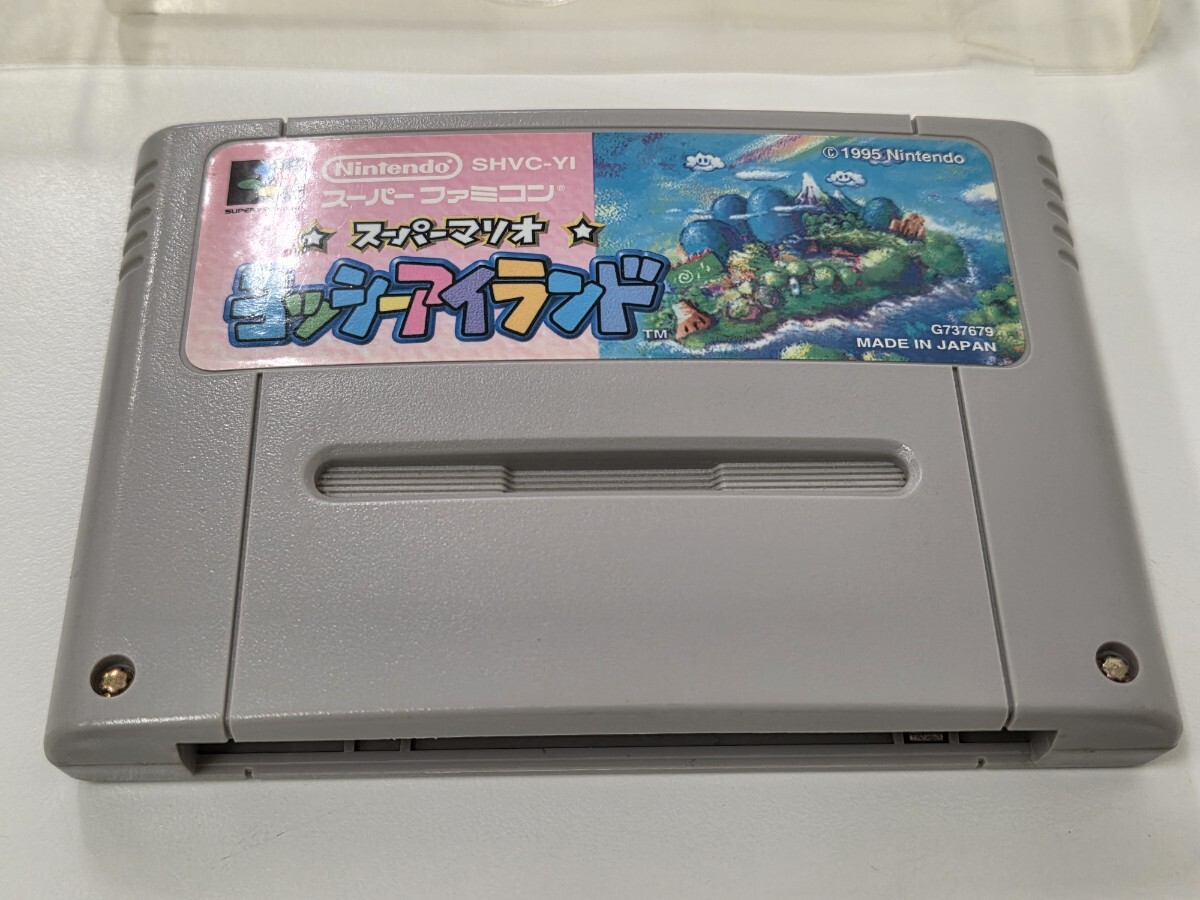 Nintendo SHVC-YI
スーパーファミコン®
SUPER
スーパーマリオ
ヨッシーアイランド
TM
© 1995 Nintendo
G737679
MADE IN JAPAN